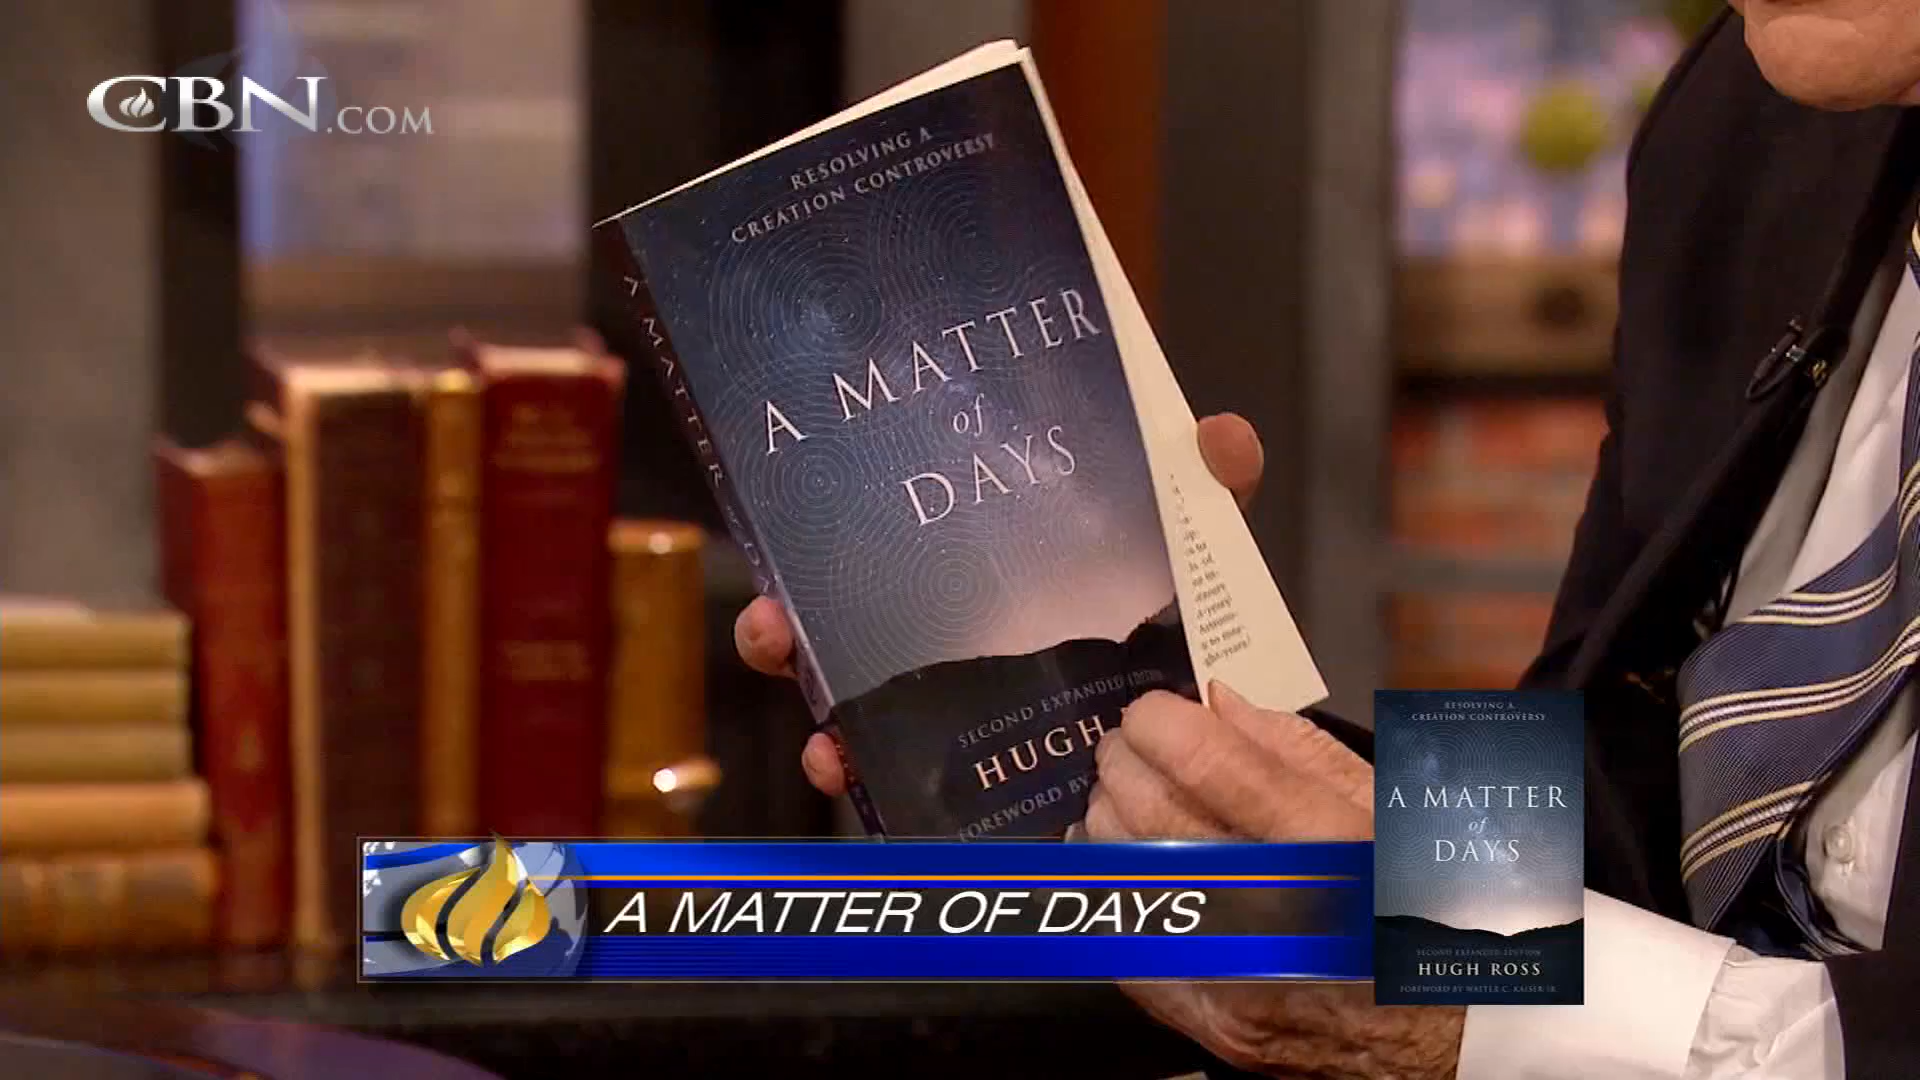 CBN.COM
RESOLVING A
CREATION CONTROVERSY
A MATTER
of
DAYS
SECOND EXPANDED EDITION
HUGH
FOREWORD BY
A MATTER of D
A MATTER OF DAYS
RESOLVING A
CREATION CONTROVERSY
A MATTER
of
DAYS
SECOND EXPANDED EDITION
HUGH ROSS
FOREWORD BY WALTER C. KAISER JR.